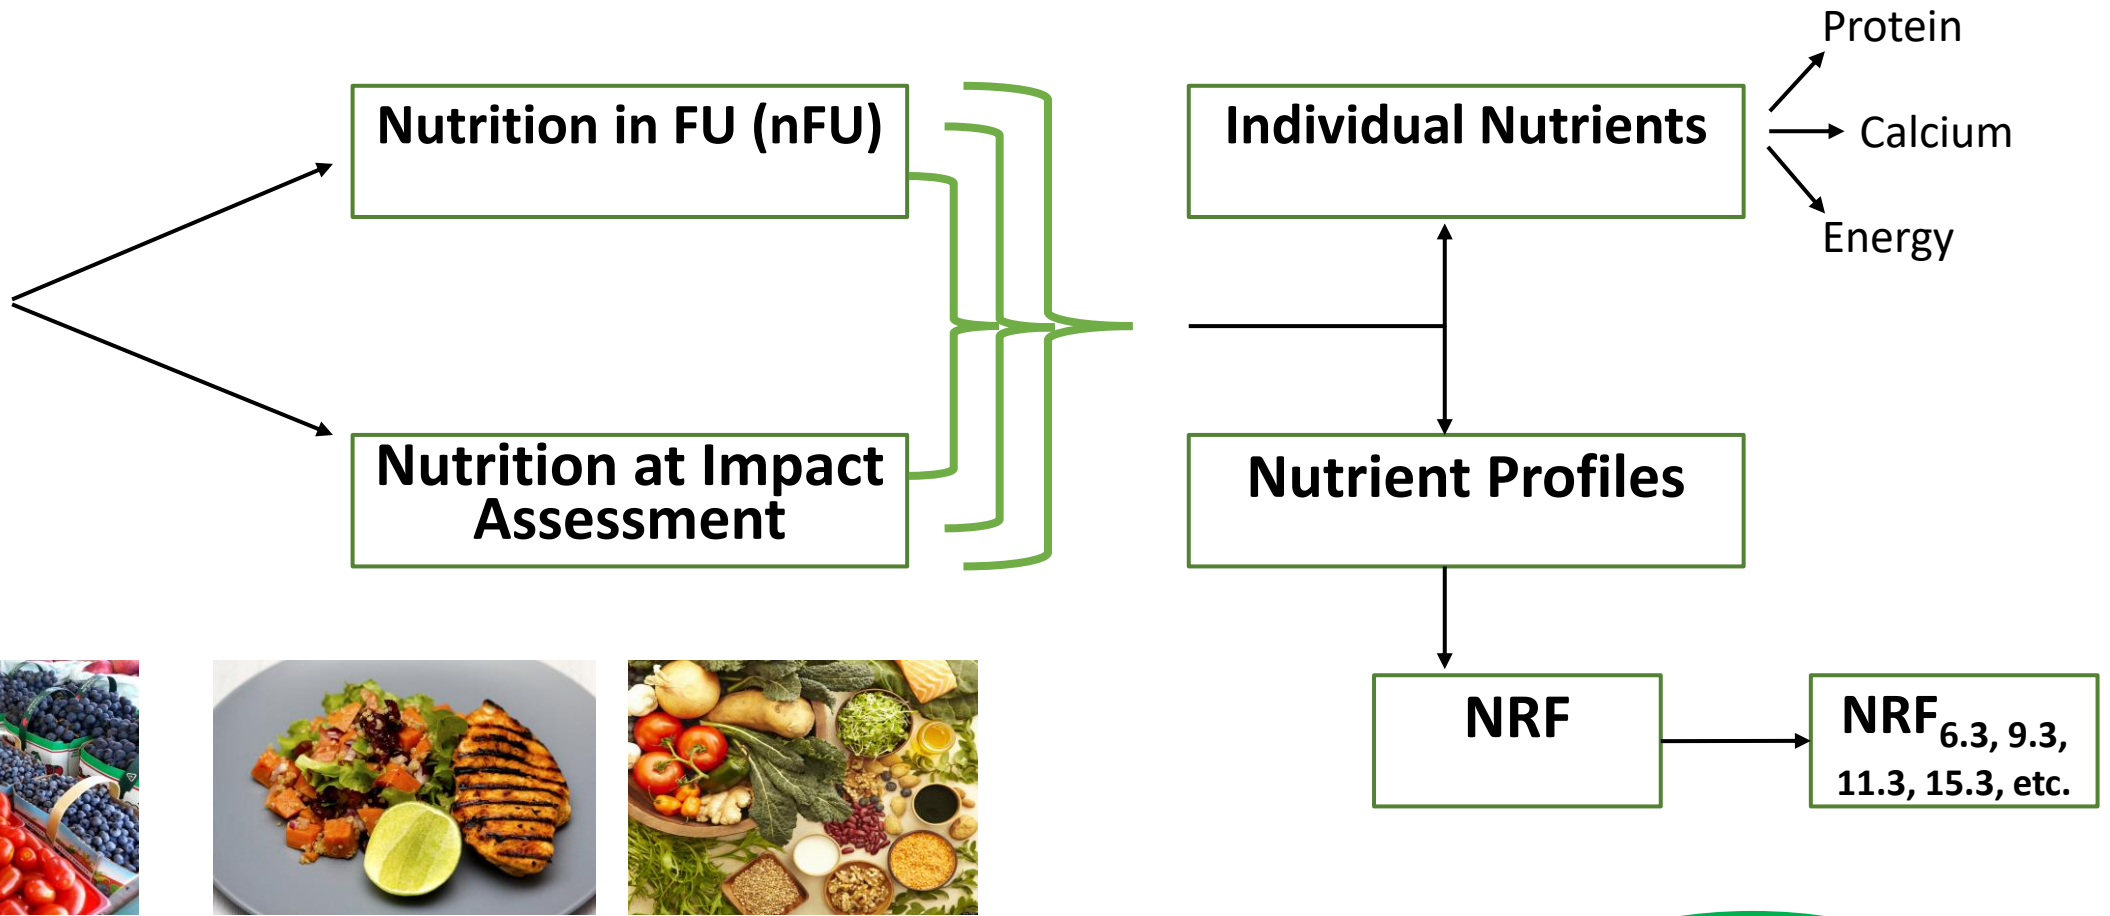 Protein
Nutrition in FU (nFU)
Individual Nutrients
Calcium
Energy
Nutrition at Impact
Assessment
Nutrient Profiles
NRF
NRF6.3, 9.3,
11.3, 15.3, etc.